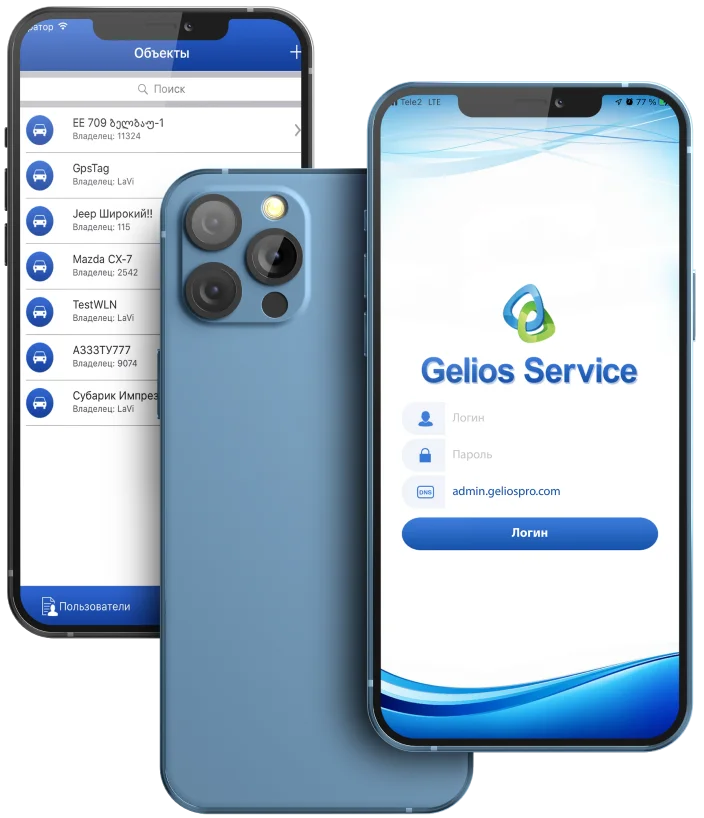 ратор
Объекты
Поиск
EE 709 ბელბაუ-1
Владелец: 11324
GpsTag
Владелец: LaVi
Jeep Широкий!!
Владелец: 115
Mazda CX-7
Владелец: 2542
TestWLN
Владелец: LaVi
А333ТУ777
Владелец: 9074
Субарик Импрез
Владелец: LaVi
Пользователи
Tele2 LTE
77 %
Gelios Service
Логин
Пароль
DNS
admin.geliospro.com
Логин